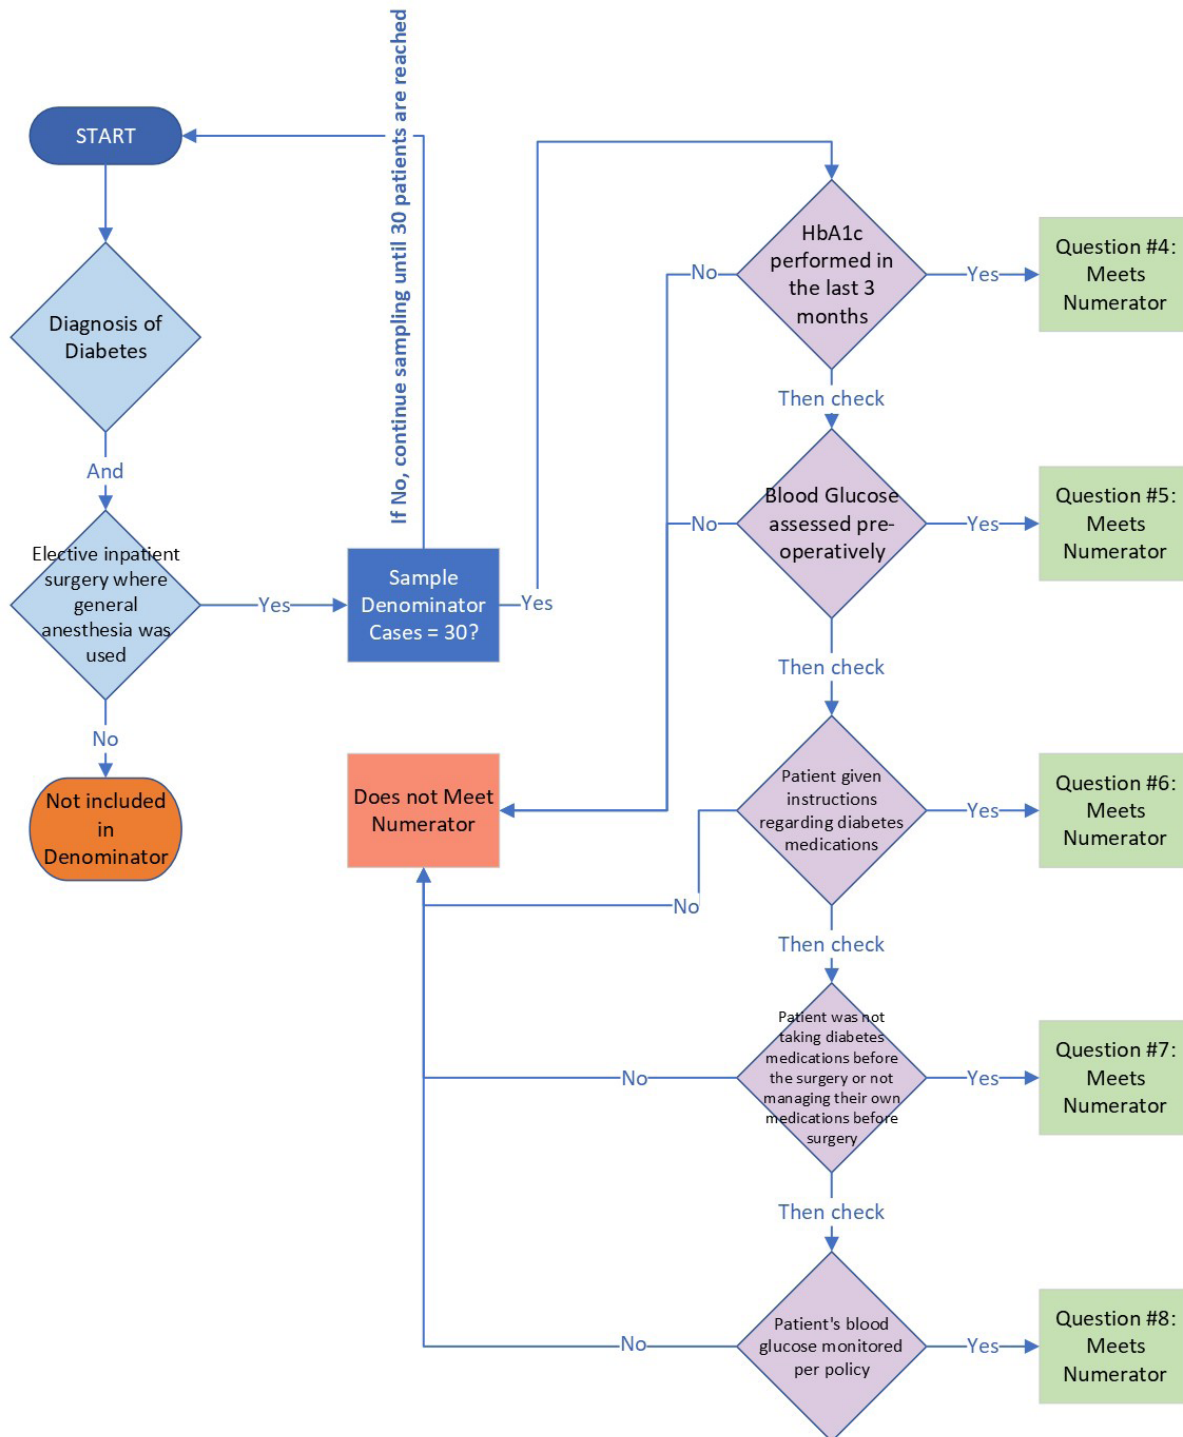 If No, continue sampling until 30 patients are reached
START
Diagnosis of
Diabetes
And
Elective inpatient
surgery where
general
anesthesia was
used
Yes
No
Not included
in
Denominator
Sample
Denominator
Cases = 30?
Yes
Does not Meet
Numerator
HbA1c
performed in
the last 3
months
No
Yes
Question #4:
Meets
Numerator
Then check
Blood Glucose
assessed pre-
operatively
No
Yes
Question #5:
Meets
Numerator
Then check
Patient given
instructions
regarding diabetes
medications
No
Yes
Question #6:
Meets
Numerator
Then check
Patient was not
taking diabetes
medications before
the surgery or not
managing their own
medications before
surgery
No
Yes
Question #7:
Meets
Numerator
Then check
Patient's blood
glucose monitored
per policy
No
Yes
Question #8:
Meets
Numerator